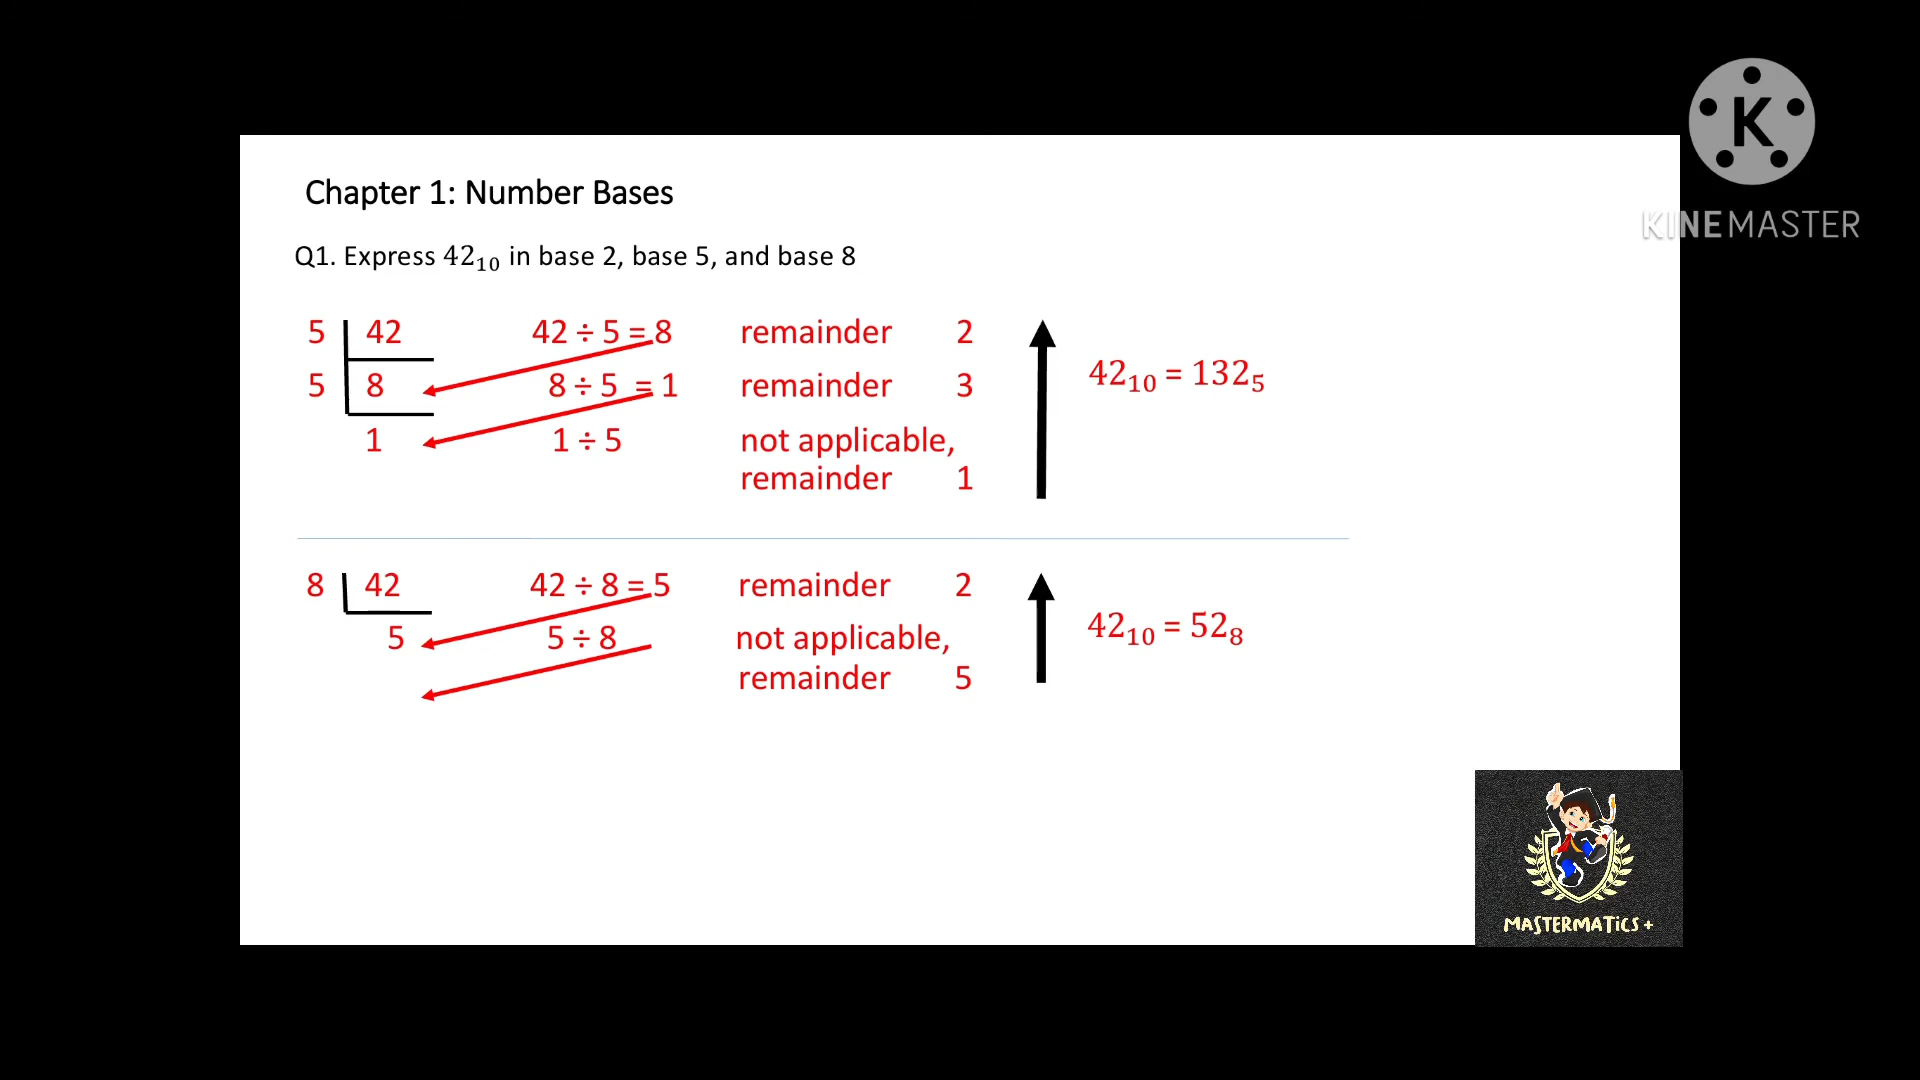 K
KINEMASTER
Chapter 1: Number Bases
Q1. Express 42₁₀ in base 2, base 5, and base 8
5 42 42 ÷ 5 = 8 remainder 2
5 8 8 ÷ 5 = 1 remainder 3
42₁₀ = 132₅
1 1 ÷ 5 not applicable,
remainder 1
8 42 42 ÷ 8 = 5 remainder 2
42₁₀ = 52₈
5 5 ÷ 8 not applicable,
remainder 5
MASTERMATiCS +